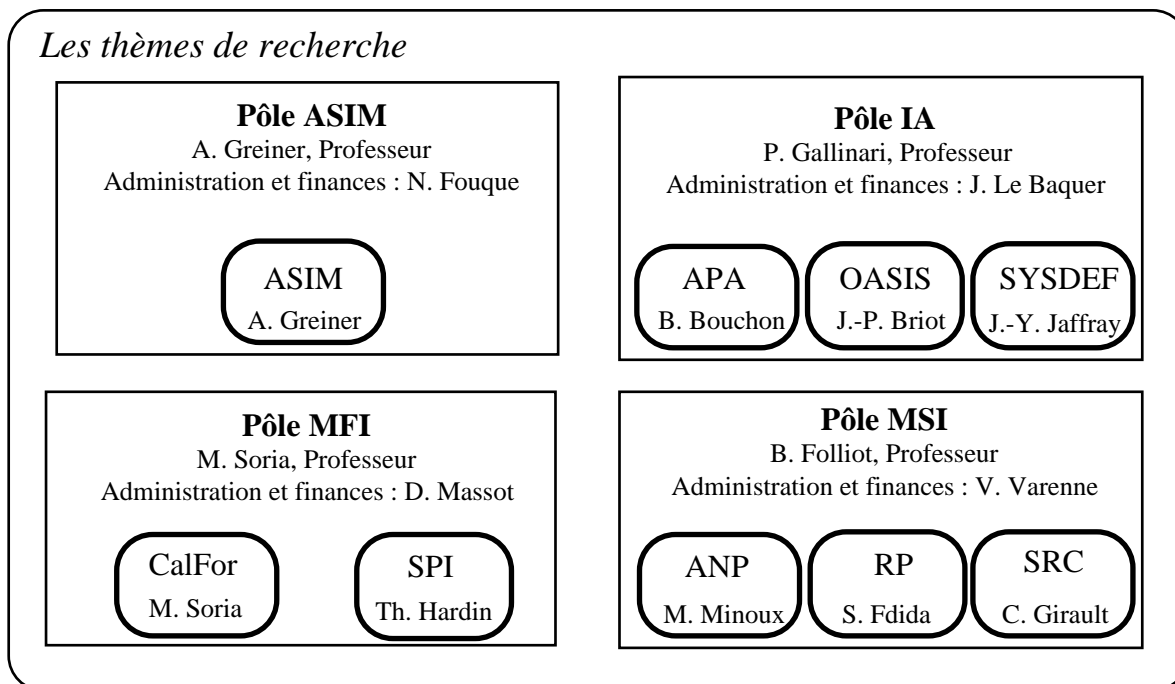 Les thèmes de recherche
Pôle ASIM
A. Greiner, Professeur
Administration et finances : N. Fouque
ASIM
A. Greiner
Pôle IA
P. Gallinari, Professeur
Administration et finances : J. Le Baquer
APA
B. Bouchon
OASIS
J.-P. Briot
SYSDEF
J.-Y. Jaffray
Pôle MFI
M. Soria, Professeur
Administration et finances : D. Massot
CalFor
M. Soria
SPI
Th. Hardin
Pôle MSI
B. Folliot, Professeur
Administration et finances : V. Varenne
ANP
M. Minoux
RP
S. Fdida
SRC
C. Girault